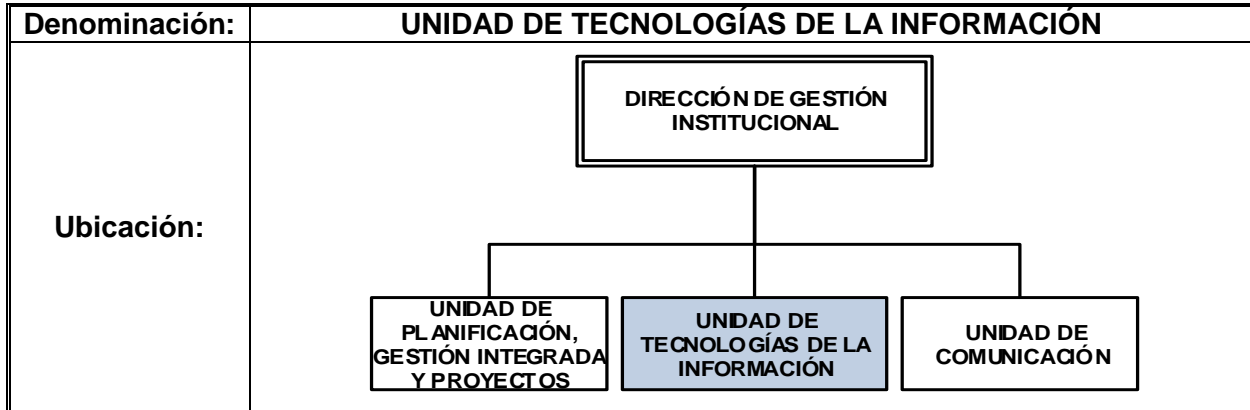 Denominación: UNIDAD DE TECNOLOGÍAS DE LA INFORMACIÓN
DIRECCIÓN DE GESTIÓN
INSTITUCIONAL
Ubicación:
UNIDAD DE
PLANIFICACIÓN,
GESTIÓN INTEGRADA
Y PROYECTOS
UNIDAD DE
TECNOLOGÍAS DE LA
INFORMACIÓN
UNIDAD DE
COMUNICACIÓN